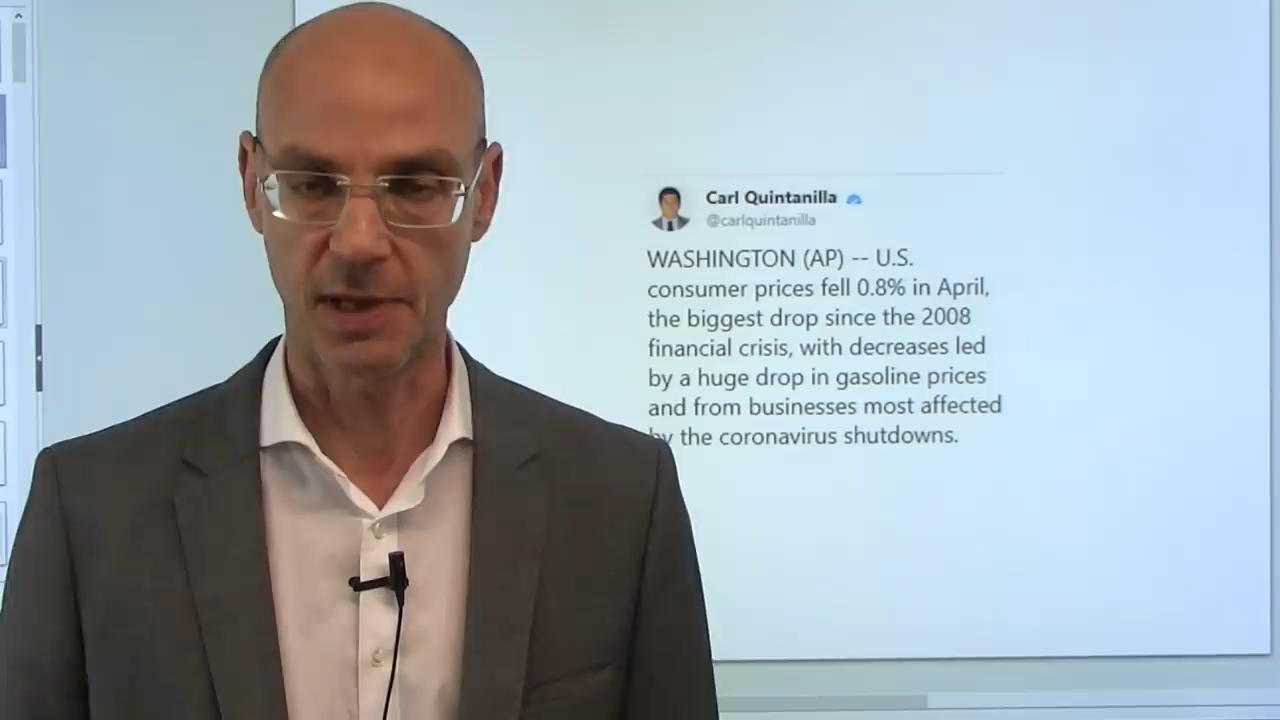 Carl Quintanilla
@carlquintanilla
WASHINGTON (AP) -- U.S.
consumer prices fell 0.8% in April,
the biggest drop since the 2008
financial crisis, with decreases led
by a huge drop in gasoline prices
and from businesses most affected
by the coronavirus shutdowns.